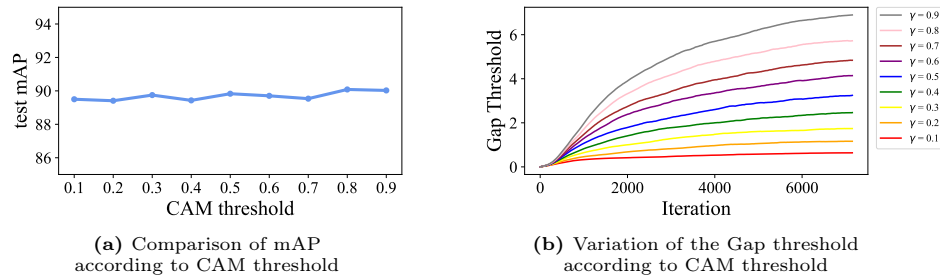 94
92
90
88
86
test mAP
0.1 0.2 0.3 0.4 0.5 0.6 0.7 0.8 0.9
CAM threshold
(a) Comparison of mAP
according to CAM threshold
6
4
2
0
Gap Threshold
0 2000 4000 6000
Iteration
γ = 0.9
γ = 0.8
γ = 0.7
γ = 0.6
γ = 0.5
γ = 0.4
γ = 0.3
γ = 0.2
γ = 0.1
(b) Variation of the Gap threshold
according to CAM threshold